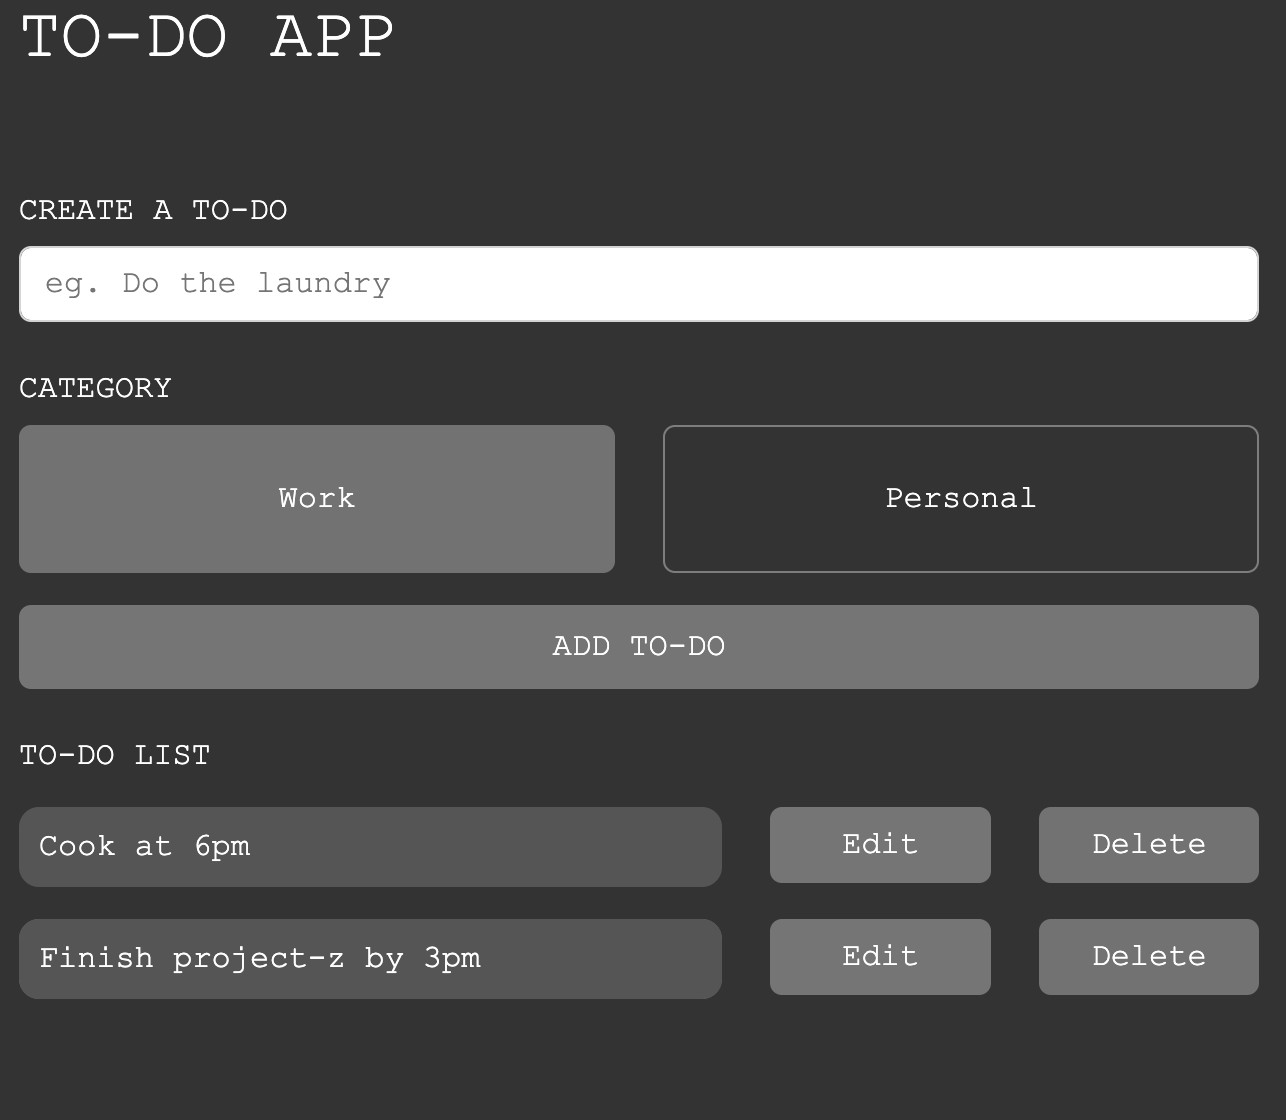 TO-DO APP
CREATE A TO-DO
eg. Do the laundry
CATEGORY
Work
Personal
ADD TO-DO
TO-DO LIST
Cook at 6pm
Edit
Delete
Finish project-z by 3pm
Edit
Delete